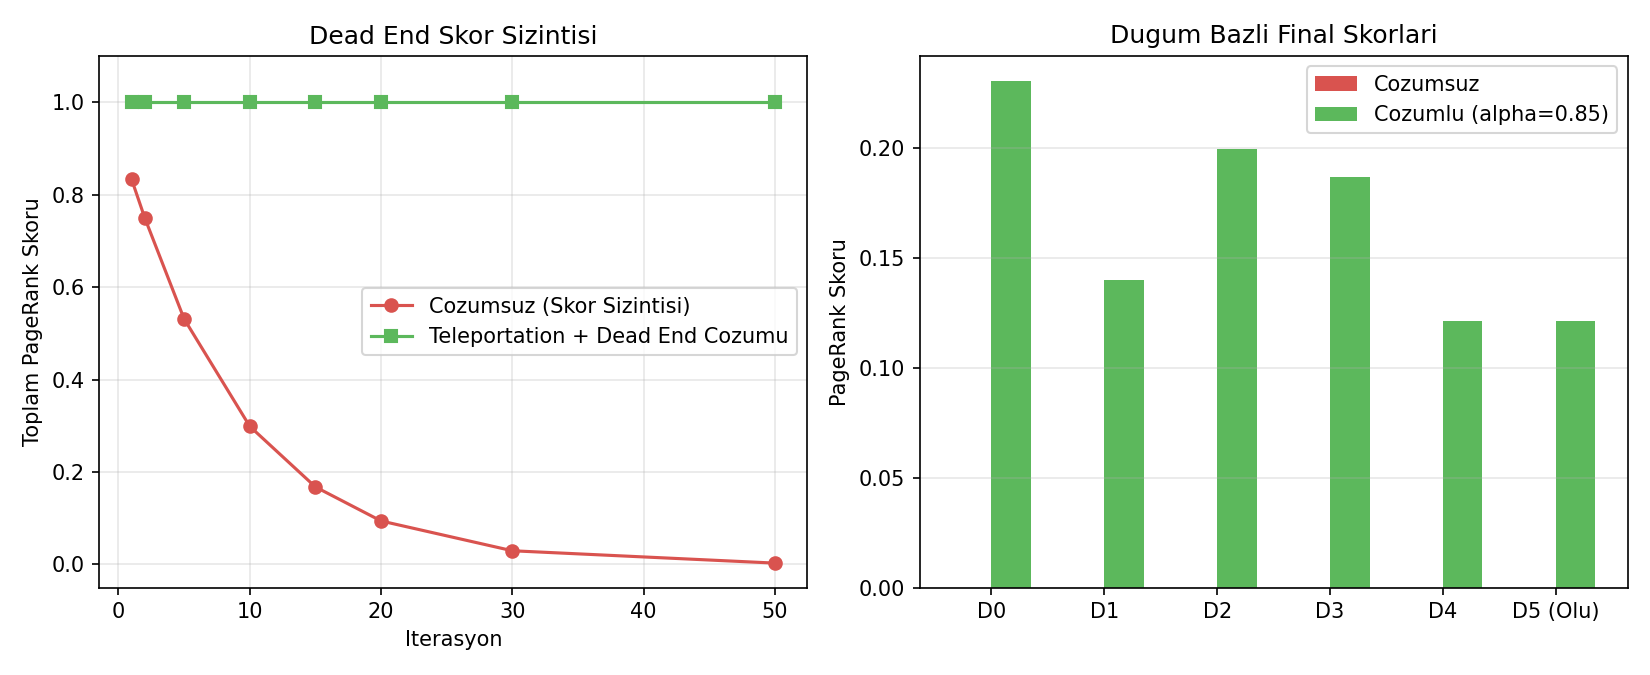 Dead End Skor Sizintisi
Toplam PageRank Skoru
1.0
0.8
0.6
0.4
0.2
0.0
Cozumsuz (Skor Sizintisi)
Teleportation + Dead End Cozumu
0 10 20 30 40 50
Iterasyon
Dugum Bazli Final Skorlari
PageRank Skoru
0.20
0.15
0.10
0.05
0.00
Cozumsuz
Cozumlu (alpha=0.85)
D0 D1 D2 D3 D4 D5 (Olu)